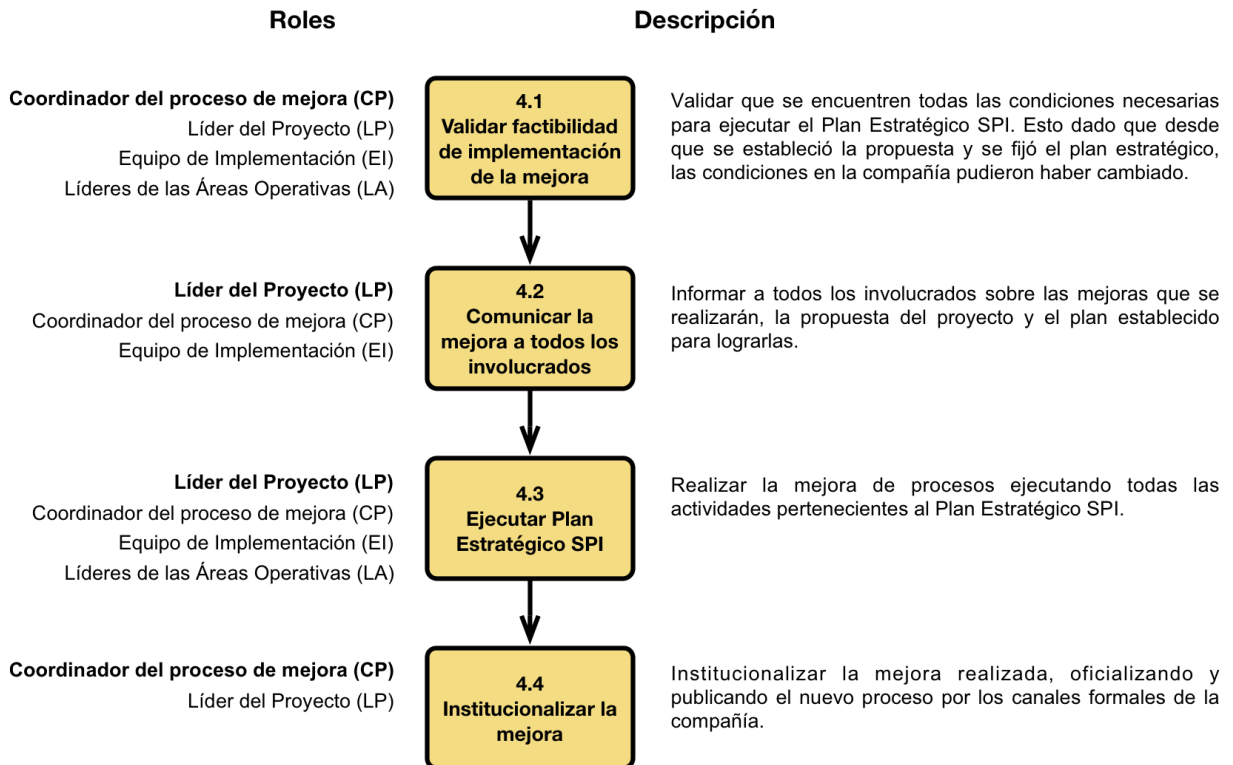 Roles
Descripción
Coordinador del proceso de mejora (CP)
Líder del Proyecto (LP)
Equipo de Implementación (EI)
Líderes de las Áreas Operativas (LA)
4.1
Validar factibilidad
de implementación
de la mejora
Validar que se encuentren todas las condiciones necesarias
para ejecutar el Plan Estratégico SPI. Esto dado que desde
que se estableció la propuesta y se fijó el plan estratégico,
las condiciones en la compañía pudieron haber cambiado.
Líder del Proyecto (LP)
Coordinador del proceso de mejora (CP)
Equipo de Implementación (EI)
4.2
Comunicar la
mejora a todos los
involucrados
Informar a todos los involucrados sobre las mejoras que se
realizarán, la propuesta del proyecto y el plan establecido
para lograrlas.
Líder del Proyecto (LP)
Coordinador del proceso de mejora (CP)
Equipo de Implementación (EI)
Líderes de las Áreas Operativas (LA)
4.3
Ejecutar Plan
Estratégico SPI
Realizar la mejora de procesos ejecutando todas las
actividades pertenecientes al Plan Estratégico SPI.
Coordinador del proceso de mejora (CP)
Líder del Proyecto (LP)
4.4
Institucionalizar la
mejora
Institucionalizar la mejora realizada, oficializando y
publicando el nuevo proceso por los canales formales de la
compañía.